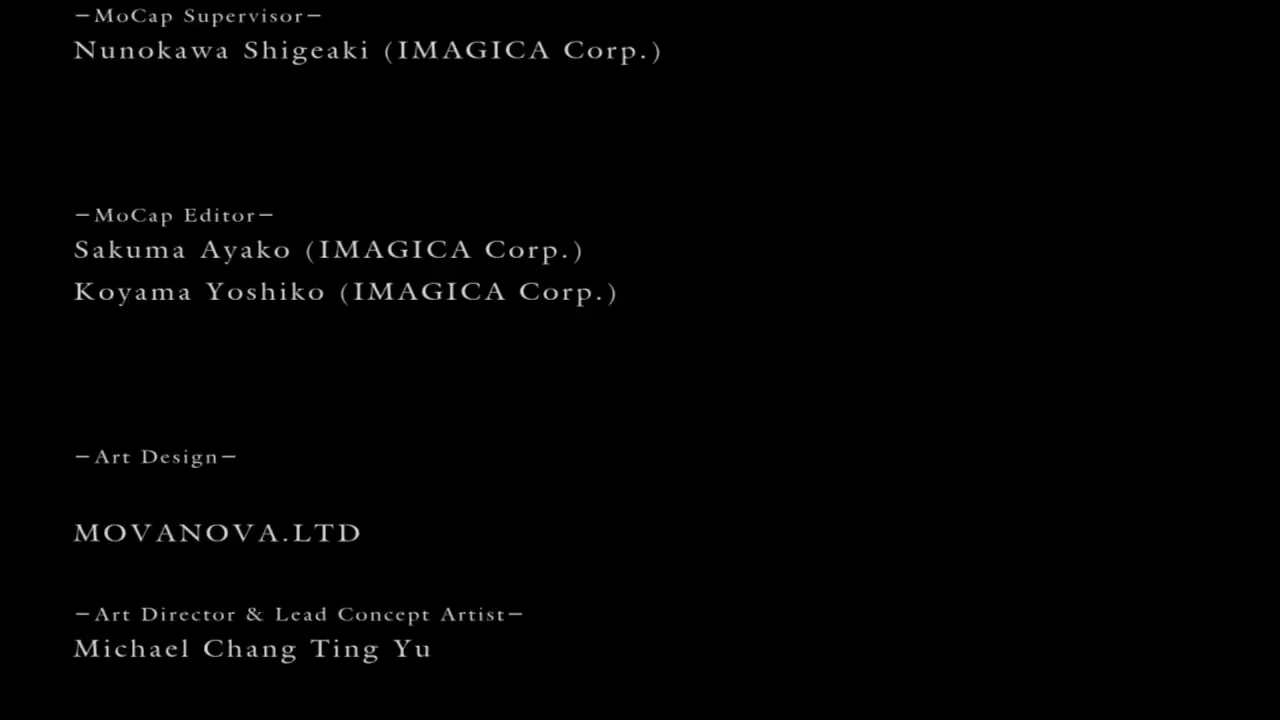 −MoCap Supervisor−
Nunokawa Shigeaki (IMAGICA Corp.)
−MoCap Editor−
Sakuma Ayako (IMAGICA Corp.)
Koyama Yoshiko (IMAGICA Corp.)
−Art Design−
MOVANOVA.LTD
−Art Director & Lead Concept Artist−
Michael Chang Ting Yu